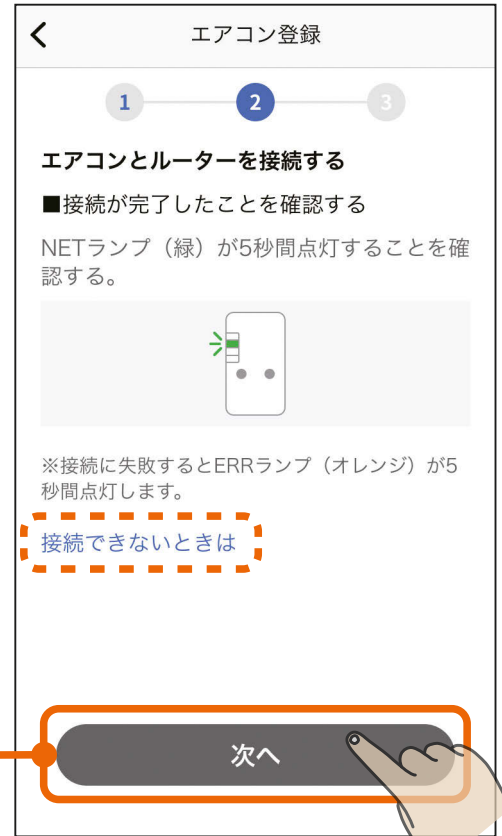 エアコン登録
1 2 3
エアコンとルーターを接続する
■接続が完了したことを確認する
NETランプ（緑）が5秒間点灯することを確
認する。
※接続に失敗するとERRランプ（オレンジ）が5
秒間点灯します。
接続できないときは
次へ